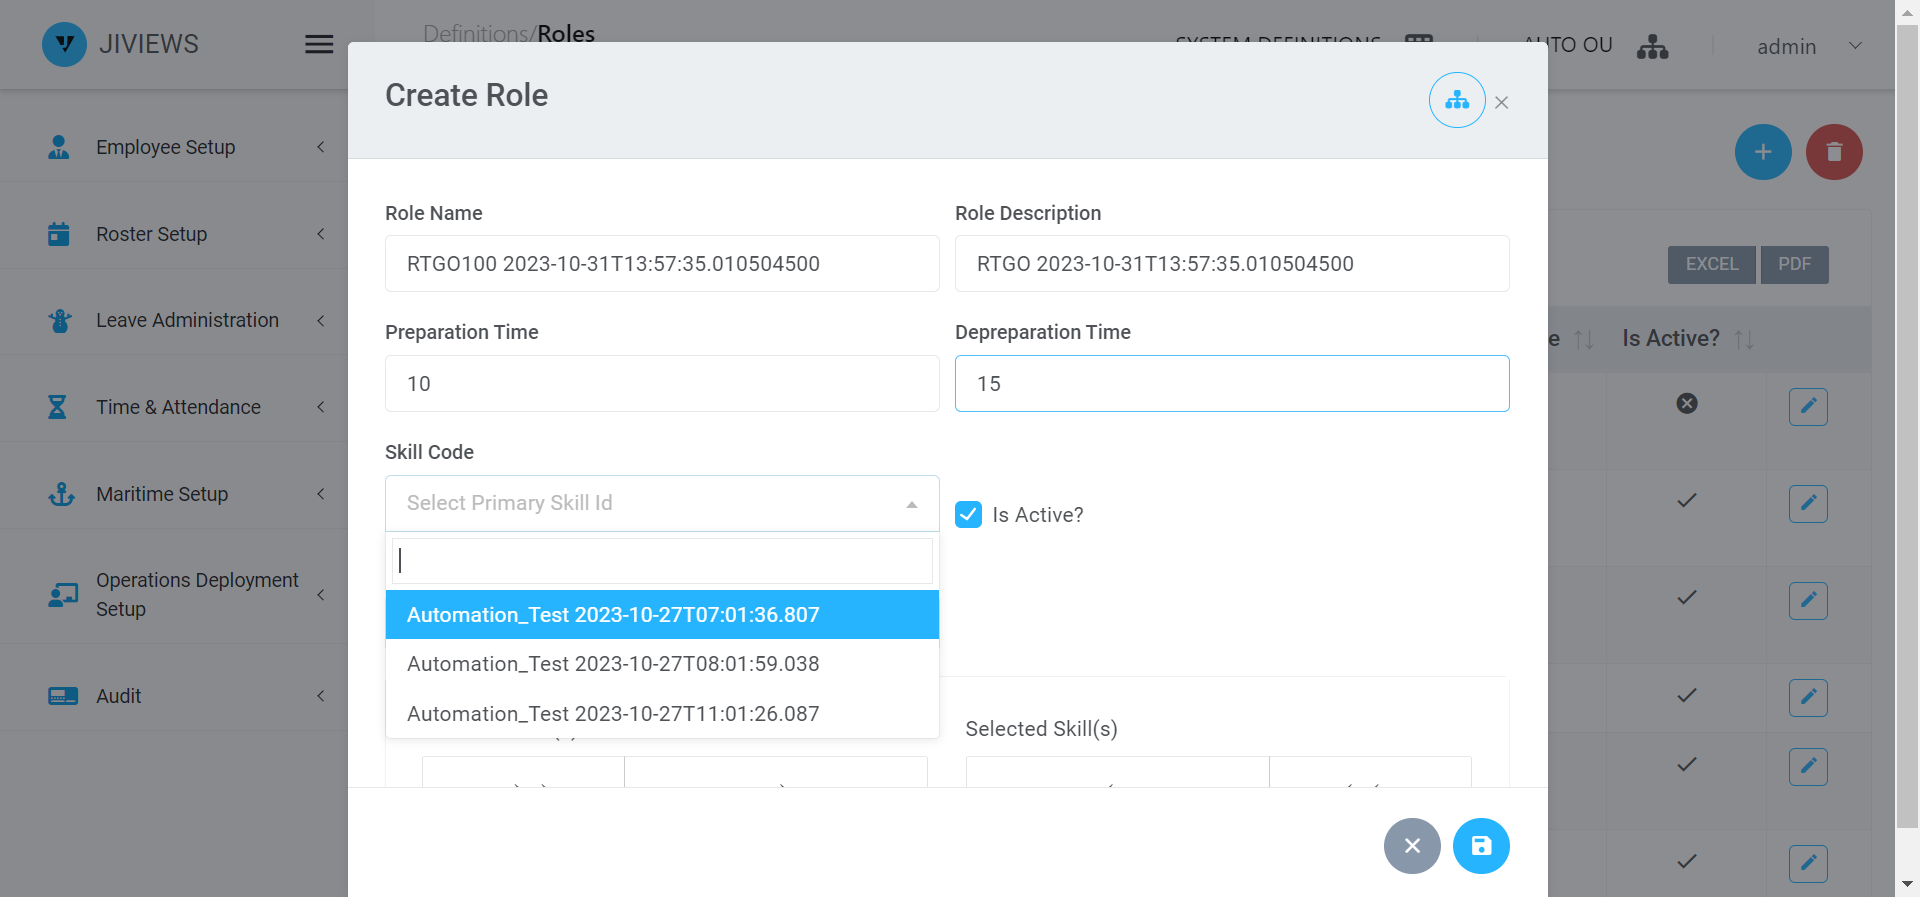 JIVIEWS
Definitions/Roles
SYSTEM DEFINITIONS
AUTO OU
admin
Create Role
Employee Setup
Roster Setup
Leave Administration
Time & Attendance
Maritime Setup
Operations Deployment
Setup
Audit
Role Name
Role Description
RTGO100 2023-10-31T13:57:35.010504500
RTGO 2023-10-31T13:57:35.010504500
Preparation Time
Depreparation Time
10
15
Skill Code
Select Primary Skill Id
Is Active?
Automation_Test 2023-10-27T07:01:36.807
Automation_Test 2023-10-27T08:01:59.038
Automation_Test 2023-10-27T11:01:26.087
Selected Skill(s)
EXCEL
PDF
e
Is Active?